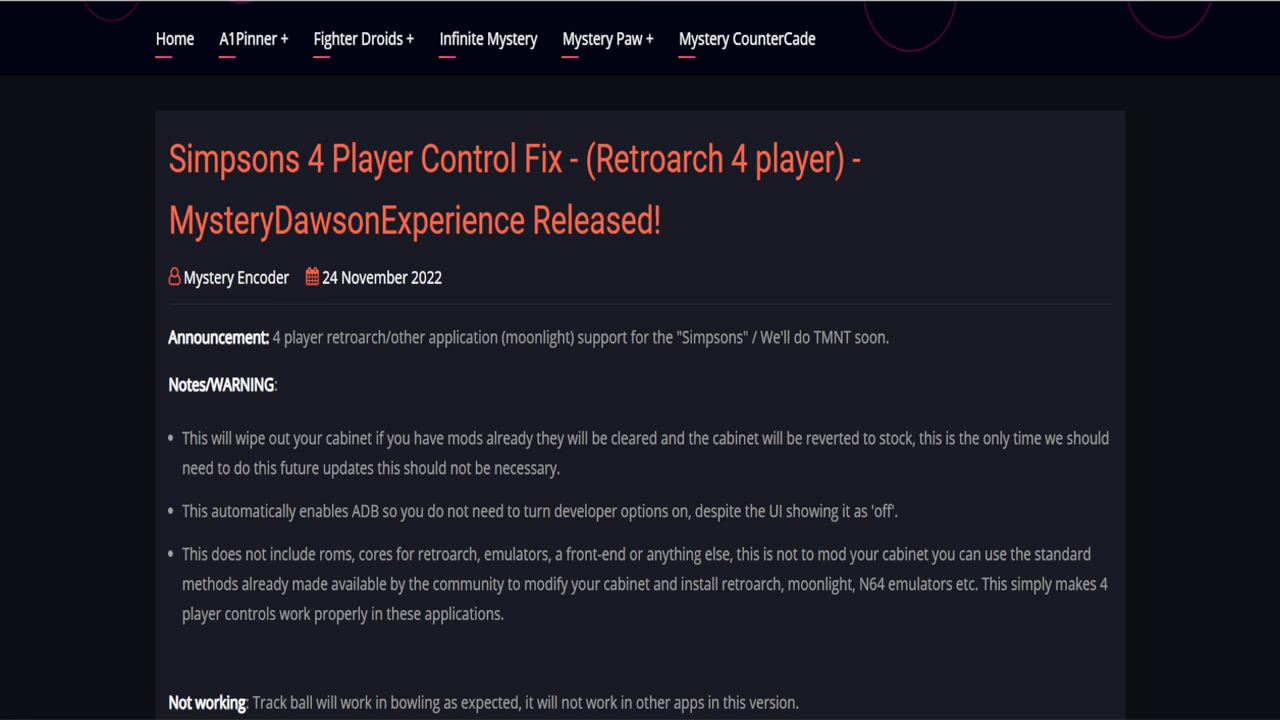 Home A1Pinner + Fighter Droids + Infinite Mystery Mystery Paw + Mystery CounterCade
Simpsons 4 Player Control Fix - (Retroarch 4 player) -
MysteryDawsonExperience Released!
Mystery Encoder 24 November 2022
Announcement: 4 player retroarch/other application (moonlight) support for the "Simpsons" / We'll do TMNT soon.
Notes/WARNING:
• This will wipe out your cabinet if you have mods already they will be cleared and the cabinet will be reverted to stock, this is the only time we should
need to do this future updates this should not be necessary.
• This automatically enables ADB so you do not need to turn developer options on, despite the UI showing it as 'off'.
• This does not include roms, cores for retroarch, emulators, a front-end or anything else, this is not to mod your cabinet you can use the standard
methods already made available by the community to modify your cabinet and install retroarch, moonlight, N64 emulators etc. This simply makes 4
player controls work properly in these applications.
Not working: Track ball will work in bowling as expected, it will not work in other apps in this version.